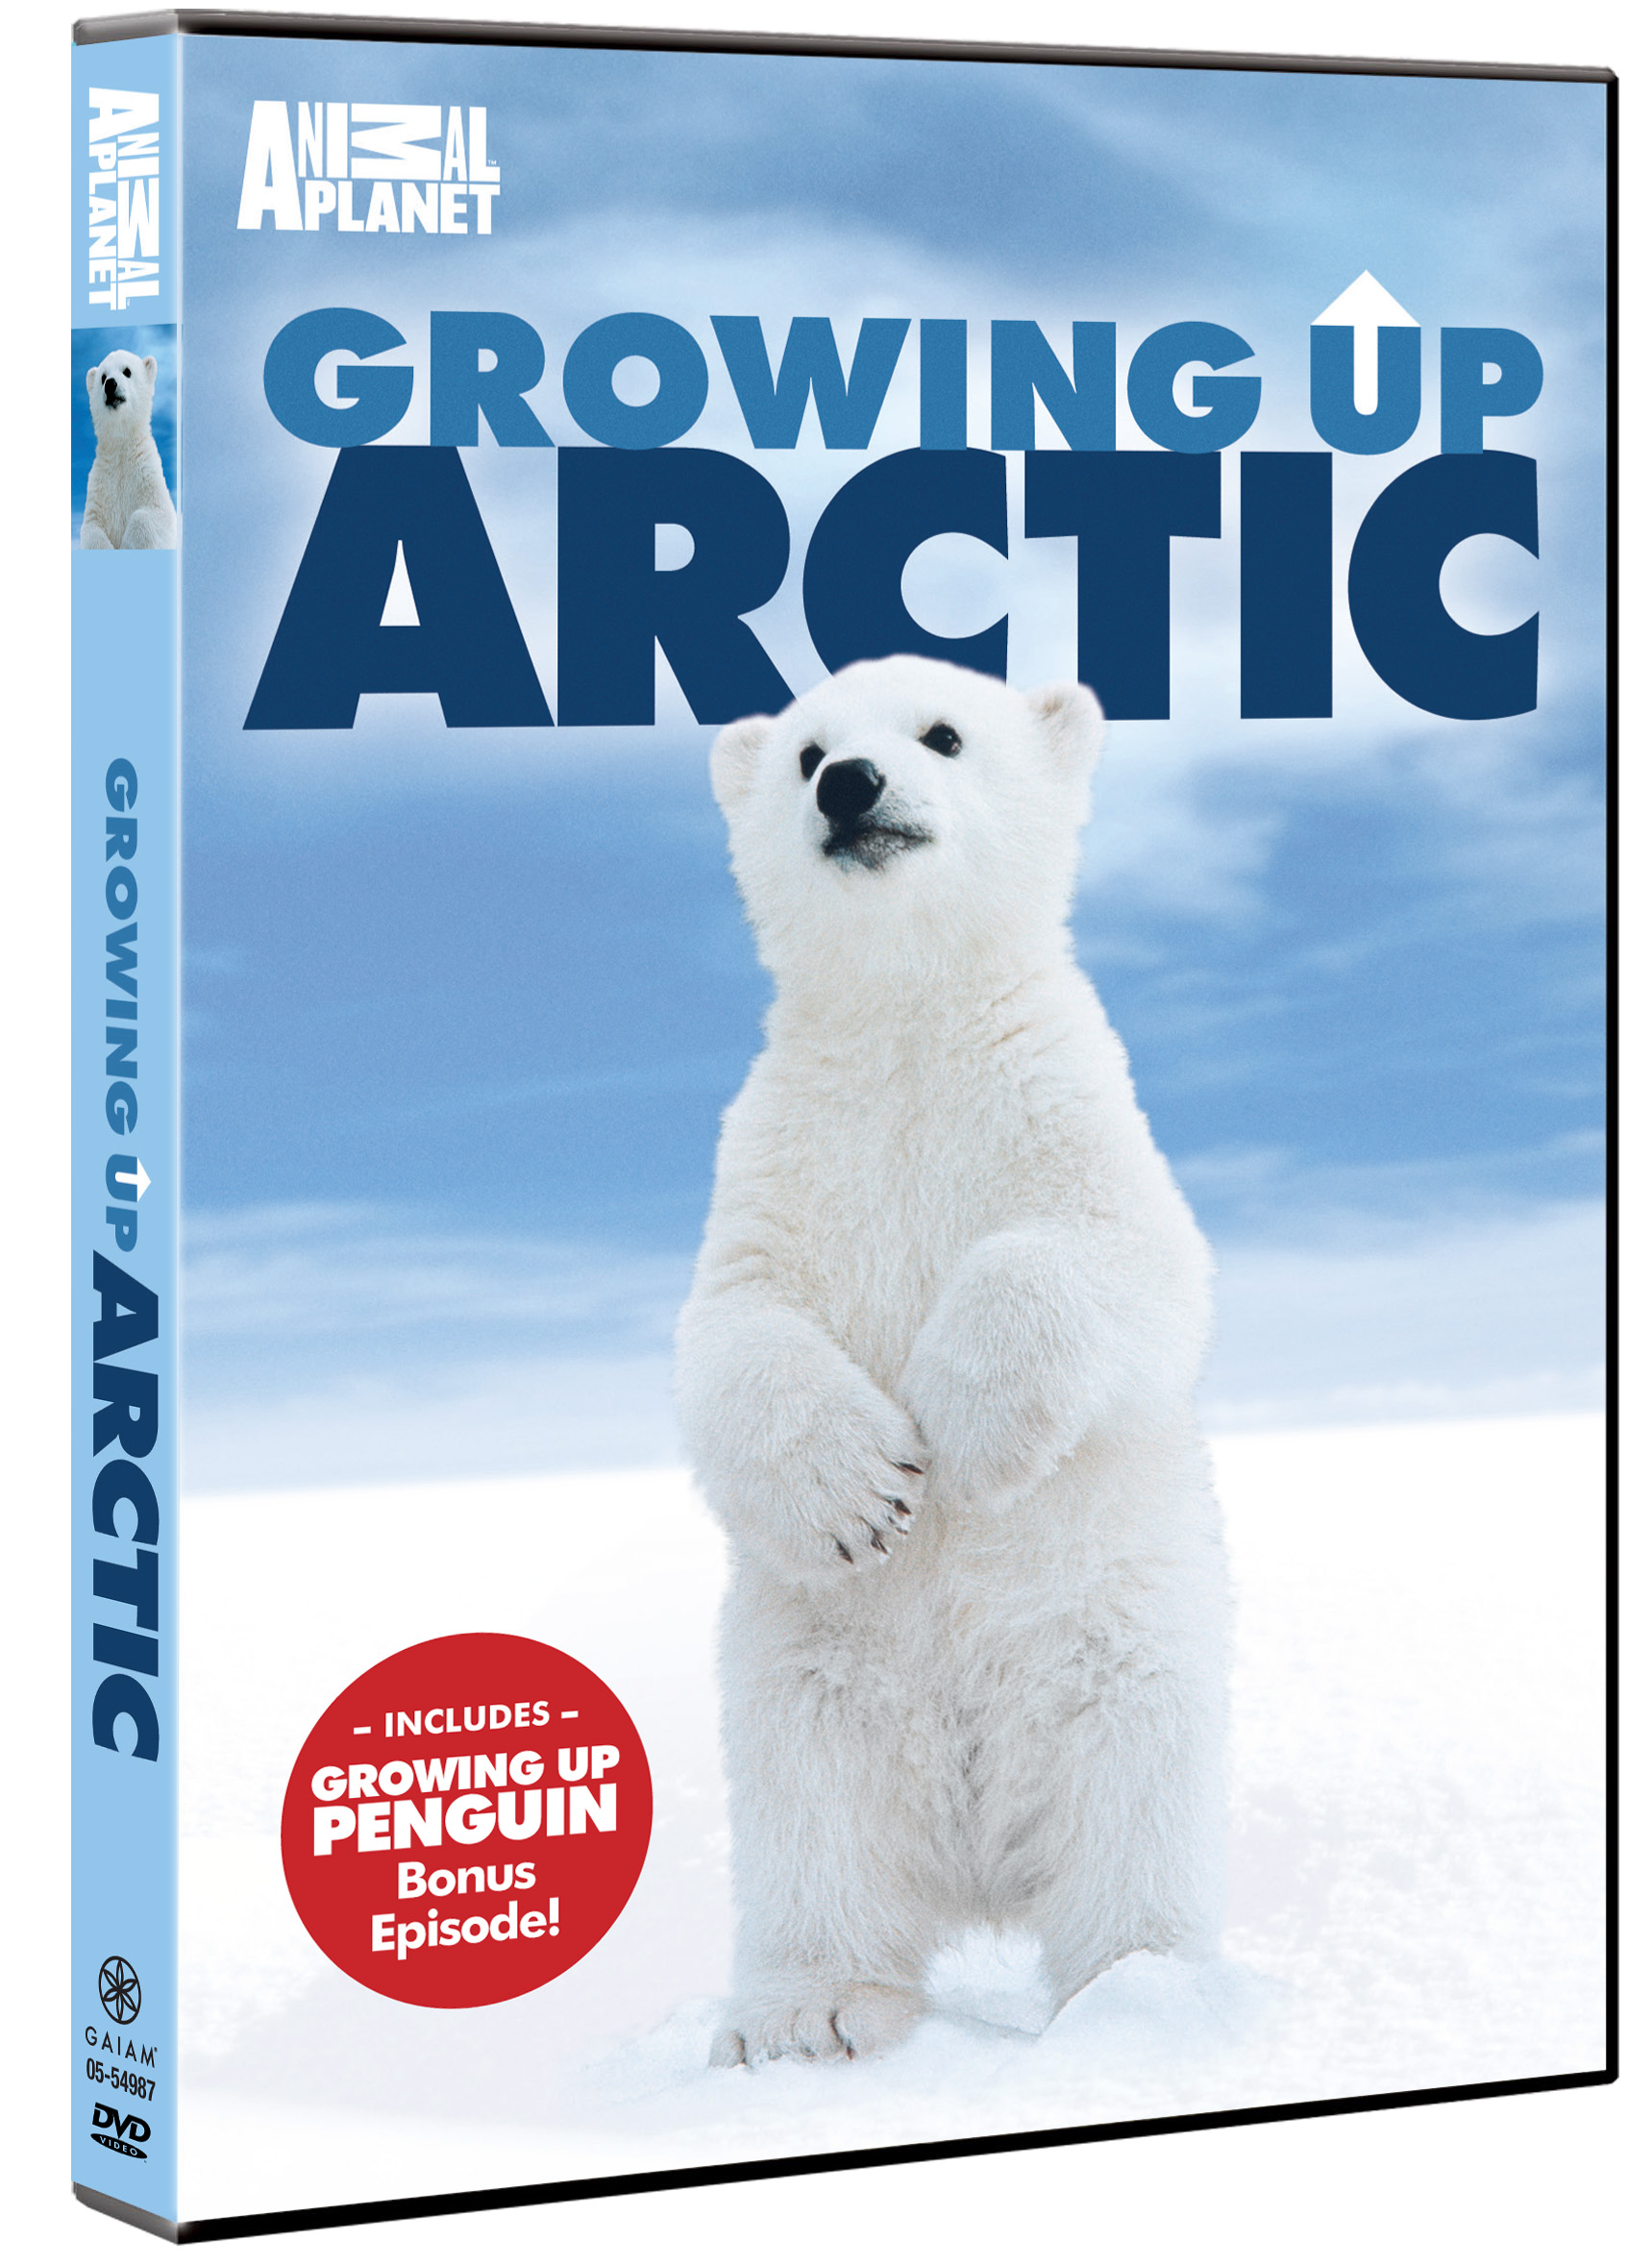 ANIMAL
PLANET
GROWING UP
ARCTIC
– INCLUDES –
GROWING UP
PENGUIN
Bonus
Episode!
ANIMAL
PLANET
GROWING UP ARCTIC
GAIAM
05-54987
DVD
VIDEO